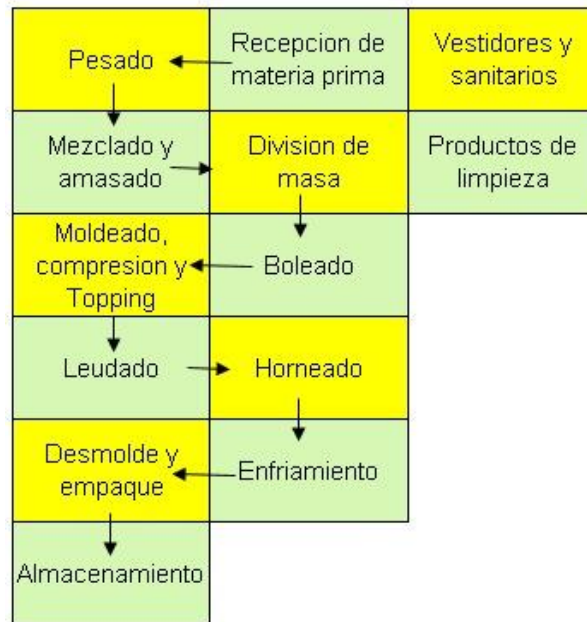 Pesado
Recepcion de
materia prima
Vestidores y
sanitarios
Mezclado y
amasado
Division de
masa
Productos de
limpieza
Moldeado,
compresion y
Topping
Boleado
Leudado
Horneado
Desmolde y
empaque
Enfriamiento
Almacenamiento